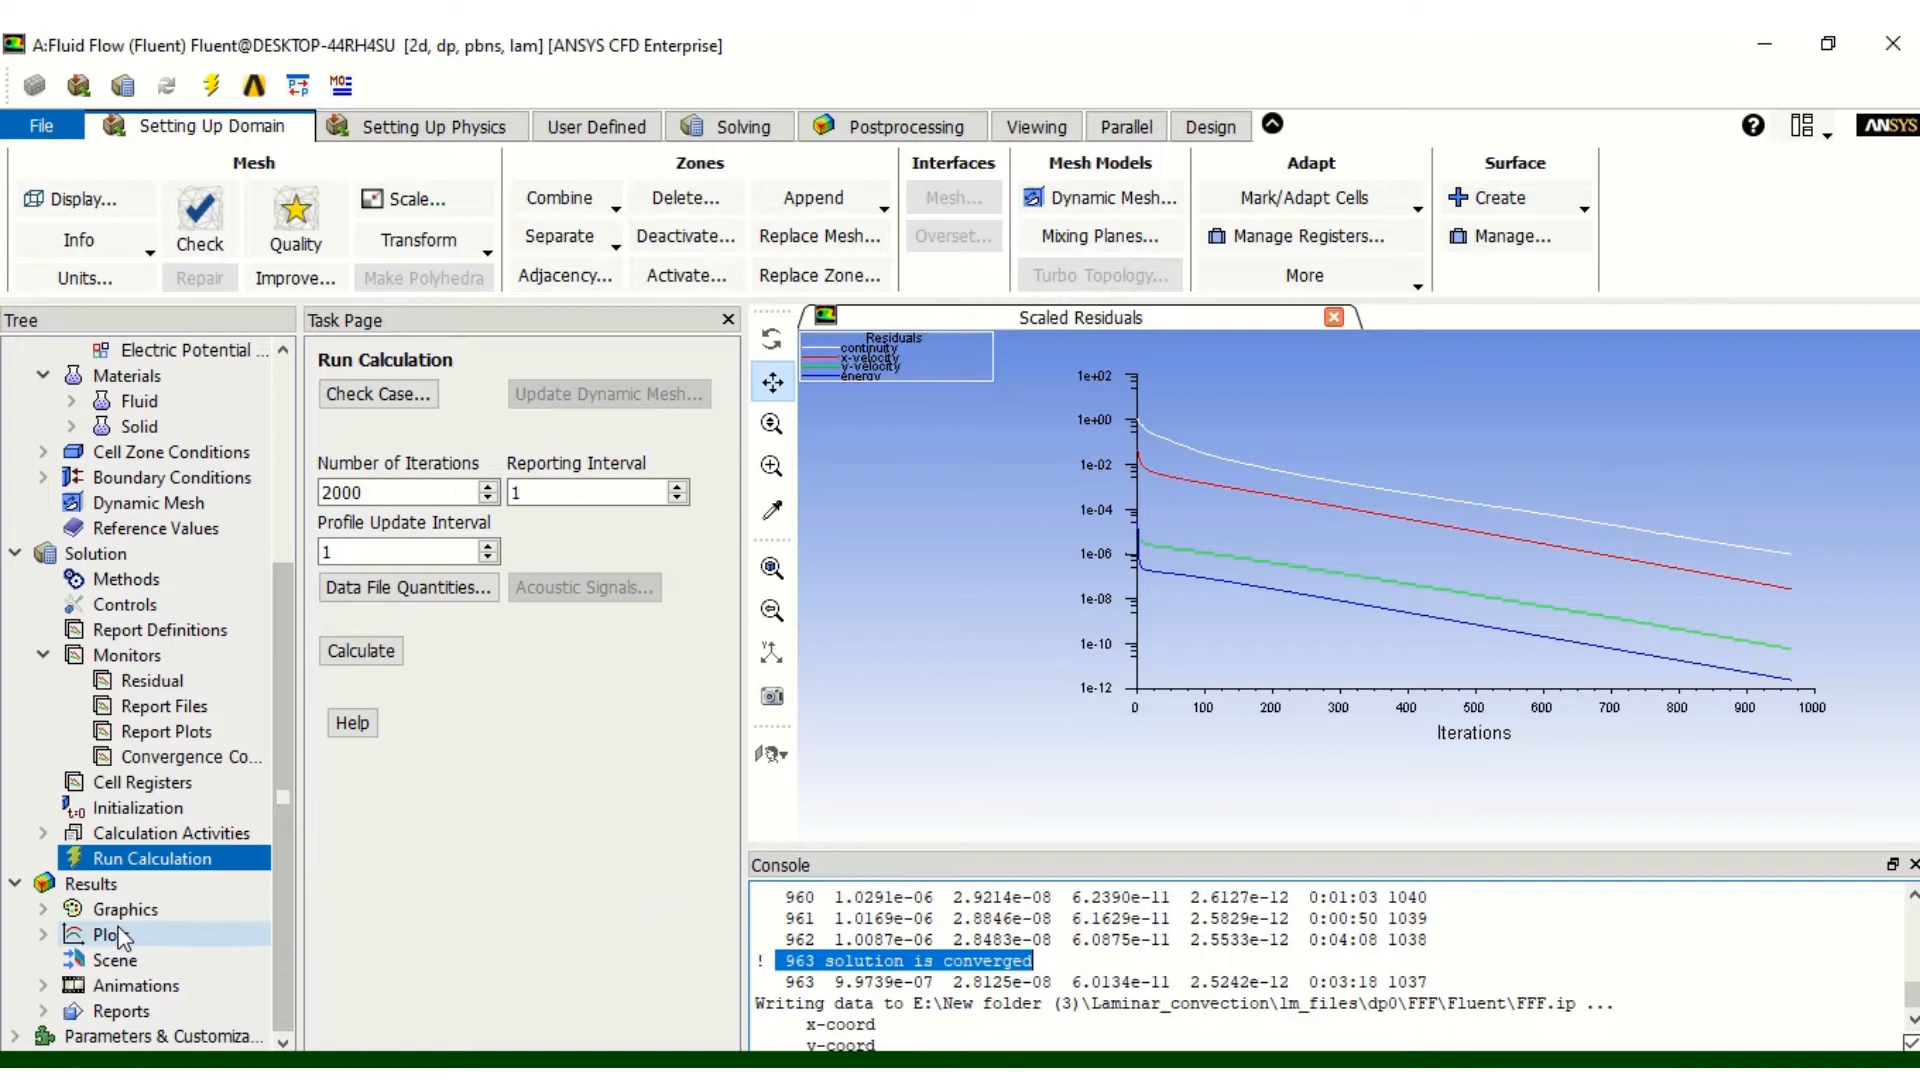 A:Fluid Flow (Fluent) Fluent@DESKTOP-44RH4SU [2d, dp, pbns, lam] [ANSYS CFD Enterprise]
File
Setting Up Domain
Setting Up Physics
User Defined
Solving
Postprocessing
Viewing
Parallel
Design
ANSYS
Mesh
Zones
Interfaces
Mesh Models
Adapt
Surface
Display...
Check
Quality
Scale...
Combine
Delete...
Append
Mesh...
Dynamic Mesh...
Mark/Adapt Cells
Create
Info
Transform
Separate
Deactivate...
Replace Mesh...
Overset...
Mixing Planes...
Manage Registers...
Manage...
Units...
Repair
Improve...
Make Polyhedra
Adjacency...
Activate...
Replace Zone...
Turbo Topology...
More
Tree
Electric Potential ...
Materials
Fluid
Solid
Cell Zone Conditions
Boundary Conditions
Dynamic Mesh
Reference Values
Solution
Methods
Controls
Report Definitions
Monitors
Residual
Report Files
Report Plots
Convergence Co...
Cell Registers
t=0 Initialization
Calculation Activities
Run Calculation
Results
Graphics
Scene
Animations
Reports
Parameters & Customiza...
Task Page
Run Calculation
Check Case...
Update Dynamic Mesh...
Number of Iterations
Reporting Interval
2000
1
Profile Update Interval
1
Data File Quantities...
Acoustic Signals...
Calculate
Help
Scaled Residuals
Residuals
continuity
x-velocity
y-velocity
energy
1e+02
1e+00
1e-02
1e-04
1e-06
1e-08
1e-10
1e-12
0 100 200 300 400 500 600 700 800 900 1000
Iterations
Console
960 1.0291e-06 2.9214e-08 6.2390e-11 2.6127e-12 0:01:03 1040
961 1.0169e-06 2.8846e-08 6.1629e-11 2.5829e-12 0:00:50 1039
962 1.0087e-06 2.8483e-08 6.0875e-11 2.5533e-12 0:04:08 1038
! 963 solution is converged
963 9.9739e-07 2.8125e-08 6.0134e-11 2.5242e-12 0:03:18 1037
Writing data to E:\New folder (3)\Laminar_convection\lm_files\dp0\FFF\Fluent\FFF.ip ...
x-coord
y-coord